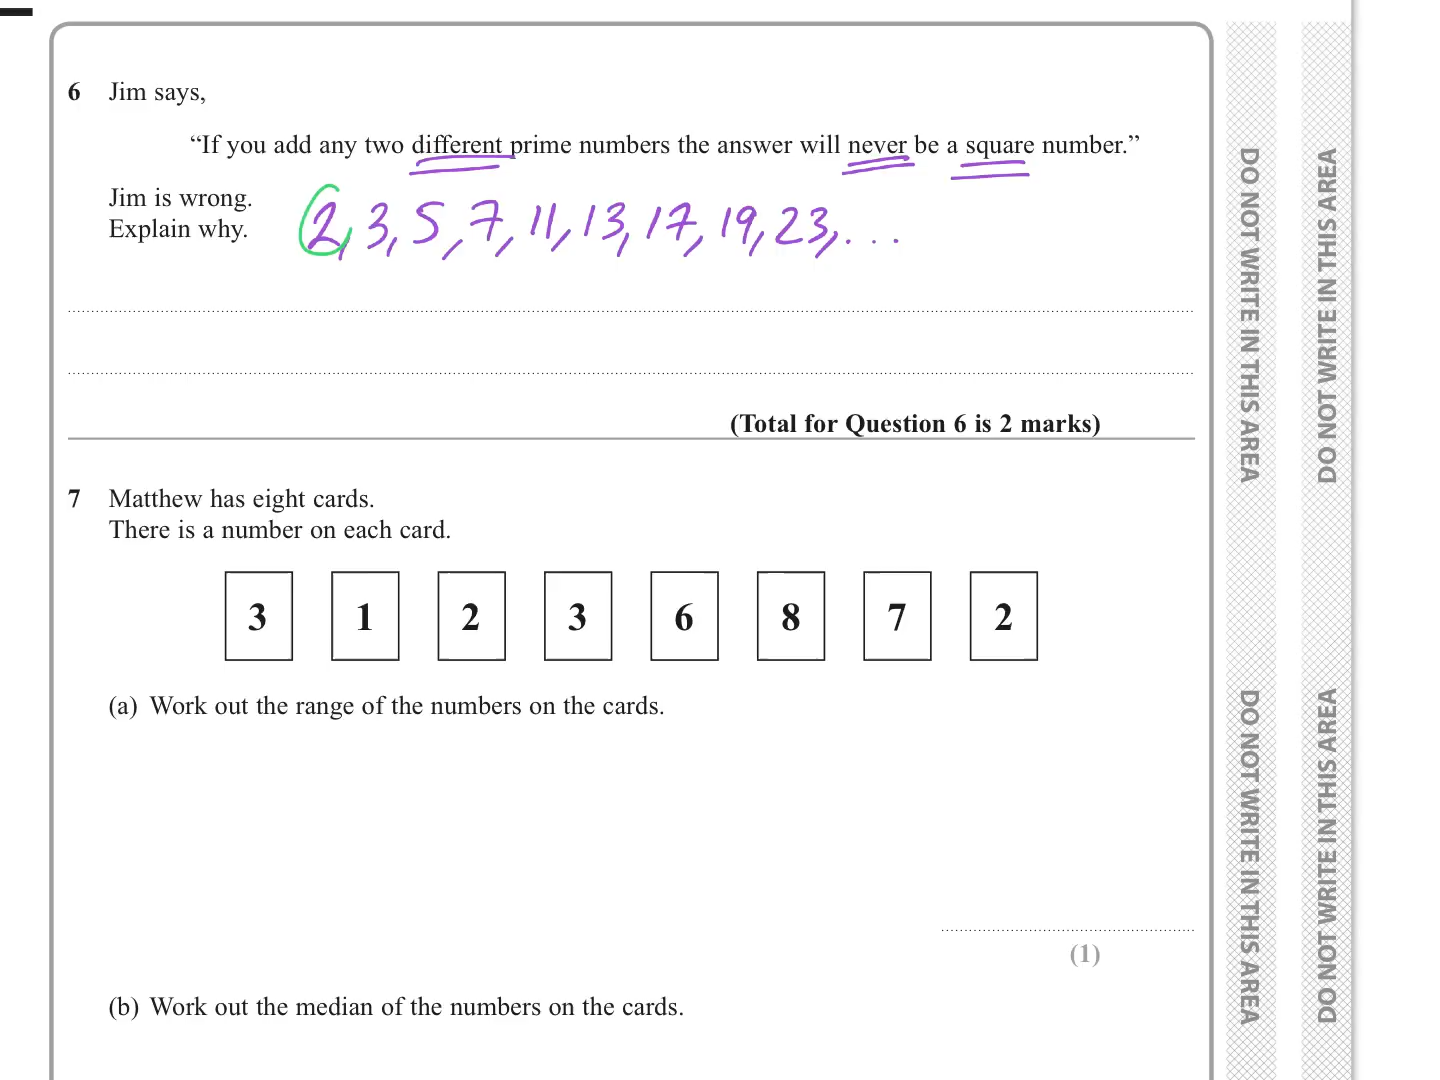 6 Jim says,
“If you add any two different prime numbers the answer will never be a square number.”
Jim is wrong.
Explain why.
2, 3, 5, 7, 11, 13, 17, 19, 23, . . .
(Total for Question 6 is 2 marks)
7 Matthew has eight cards.
There is a number on each card.
3 1 2 3 6 8 7 2
(a) Work out the range of the numbers on the cards.
(1)
(b) Work out the median of the numbers on the cards.
DO NOT WRITE IN THIS AREA
DO NOT WRITE IN THIS AREA
DO NOT WRITE IN THIS AREA
DO NOT WRITE IN THIS AREA